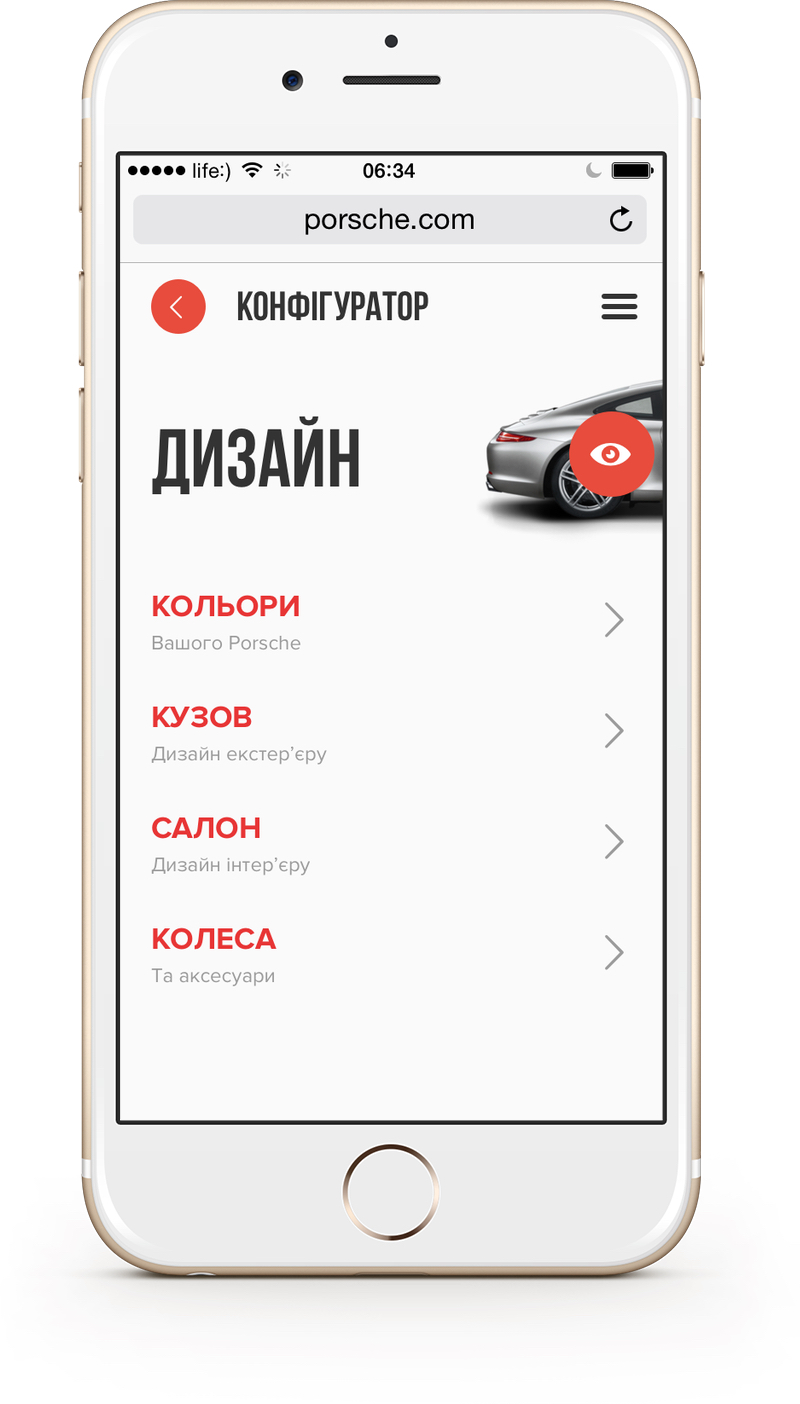 life:) 06:34
porsche.com
КОНФІГУРАТОР
ДИЗАЙН
КОЛЬОРИ
Вашого Porsche
КУЗОВ
Дизайн екстер’єру
САЛОН
Дизайн інтер’єру
КОЛЕСА
Та аксесуари